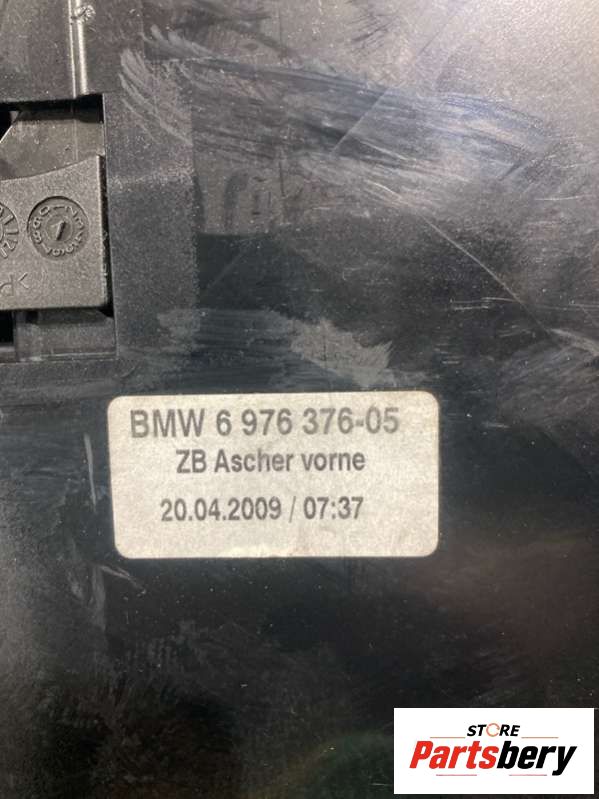 BMW 6 976 376-05
ZB Ascher vorne
20.04.2009 / 07:37
STORE
Partsbery